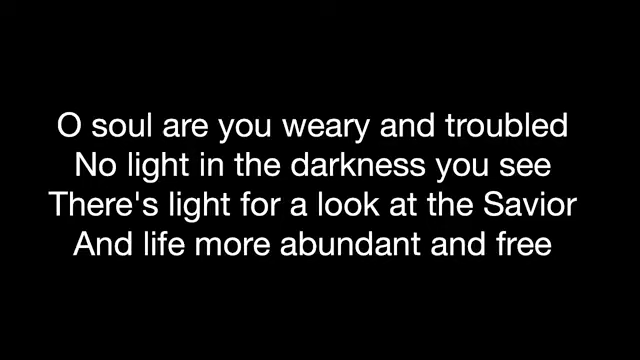 O soul are you weary and troubled
No light in the darkness you see
There's light for a look at the Savior
And life more abundant and free